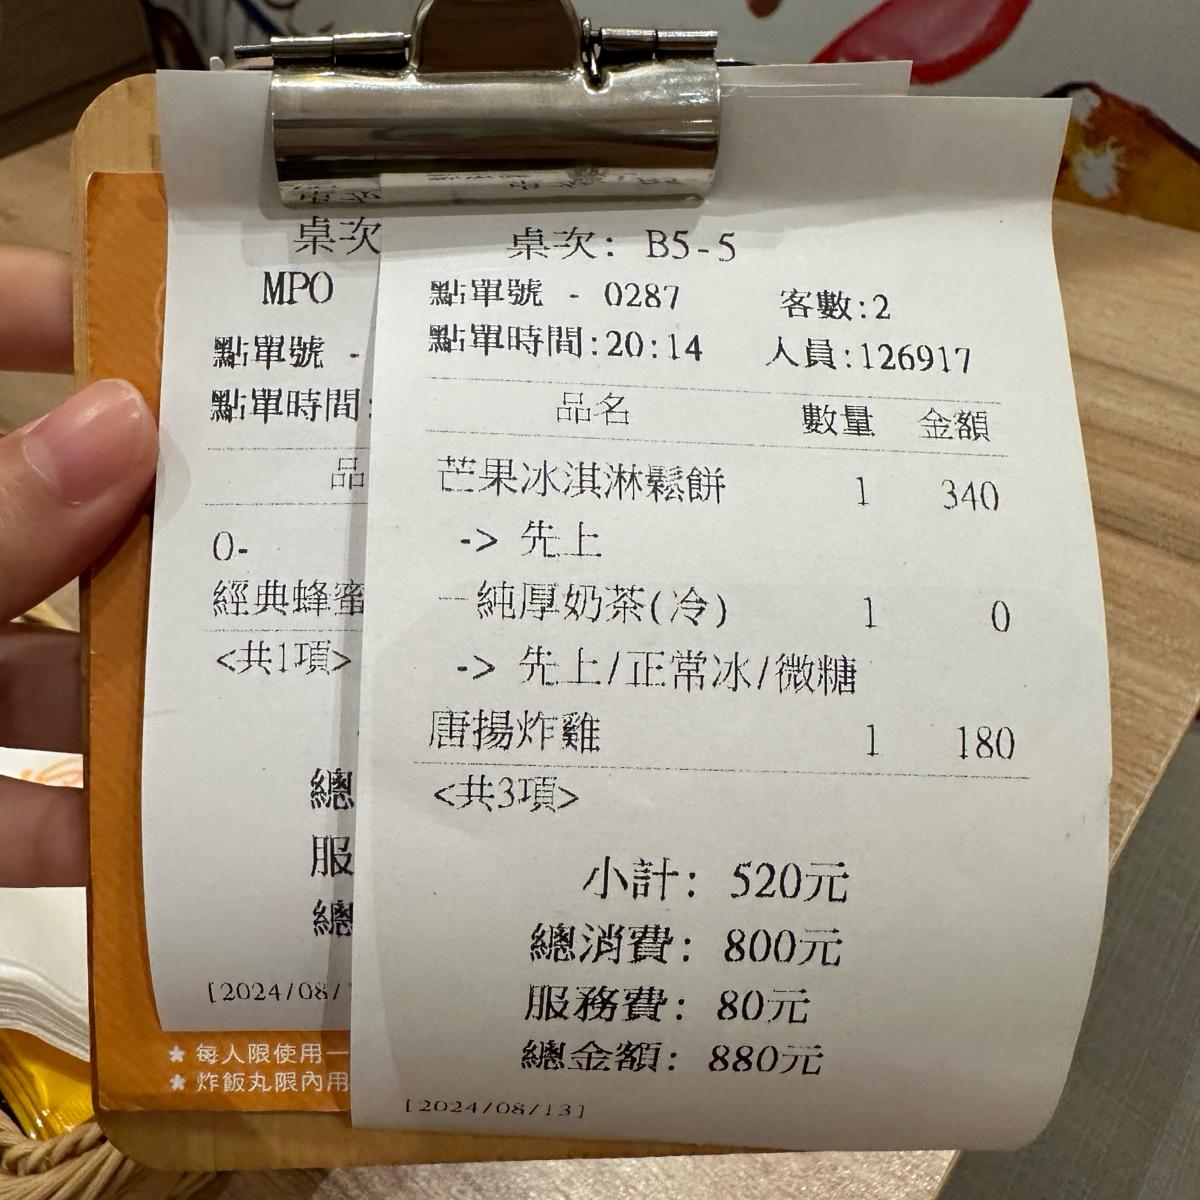 桌次
MPO
點單號 -
點單時間:
品
0-
經典蜂蜜
<共1項>
總
服
總
[2024/08/
★ 每人限使用一
★ 炸飯丸限內用
桌次: B5-5
點單號 - 0287 客數:2
點單時間:20:14 人員:126917
品名 數量 金額
芒果冰淇淋鬆餅 1 340
-> 先上
－純厚奶茶(冷) 1 0
-> 先上/正常冰/微糖
唐揚炸雞 1 180
<共3項>
小計: 520元
總消費: 800元
服務費: 80元
總金額: 880元
[2024/08/13]